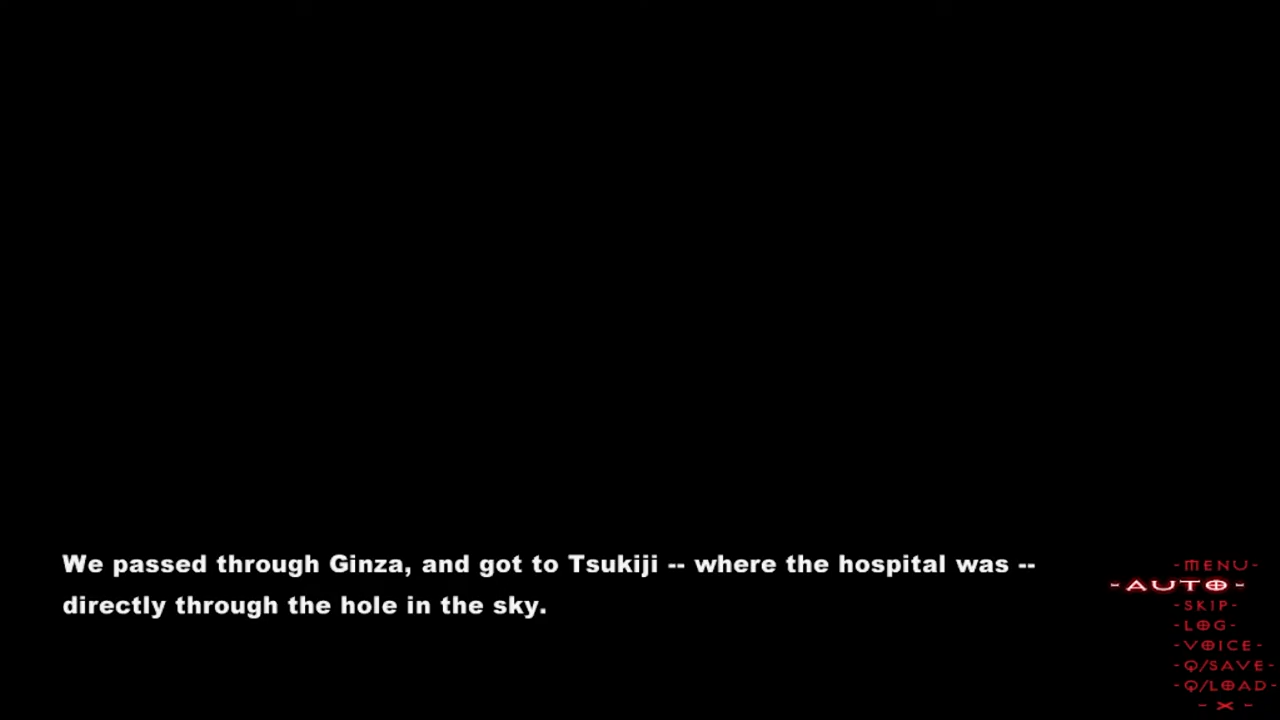 We passed through Ginza, and got to Tsukiji -- where the hospital was --
directly through the hole in the sky.
-MENU-
-AUTO-
-SKIP-
-LOG-
-VOICE-
-Q/SAVE-
-Q/LOAD-
-X-